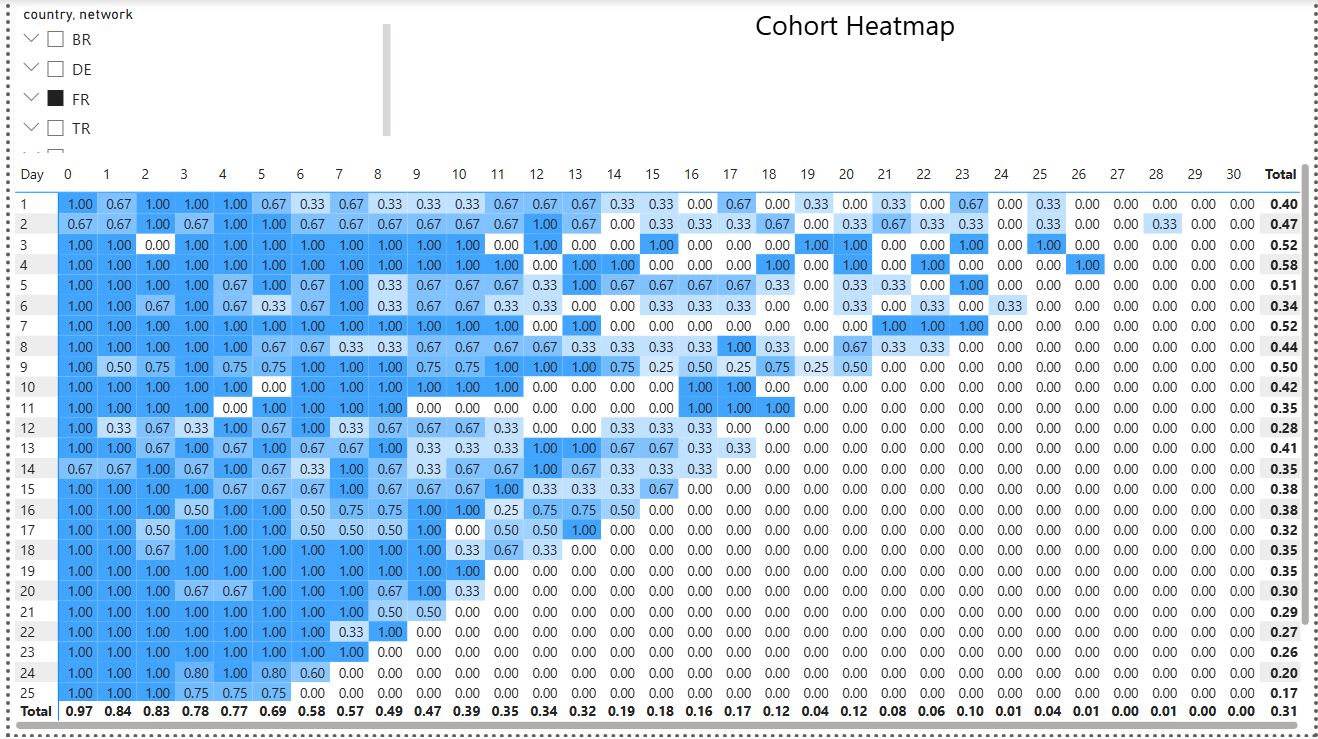 country, network
Cohort Heatmap
BR
DE
FR
TR
Day 0 1 2 3 4 5 6 7 8 9 10 11 12 13 14 15 16 17 18 19 20 21 22 23 24 25 26 27 28 29 30 Total
1 1.00 0.67 1.00 1.00 1.00 0.67 0.33 0.67 0.33 0.33 0.33 0.67 0.67 0.67 0.33 0.33 0.00 0.67 0.00 0.33 0.00 0.33 0.00 0.67 0.00 0.33 0.00 0.00 0.00 0.00 0.00 0.40
2 0.67 0.67 1.00 0.67 1.00 1.00 0.67 0.67 0.67 0.67 0.67 0.67 1.00 0.67 0.00 0.33 0.33 0.33 0.67 0.00 0.33 0.67 0.33 0.33 0.00 0.33 0.00 0.00 0.33 0.00 0.00 0.47
3 1.00 1.00 0.00 1.00 1.00 1.00 1.00 1.00 1.00 1.00 1.00 0.00 1.00 0.00 0.00 1.00 0.00 0.00 0.00 1.00 1.00 0.00 0.00 1.00 0.00 1.00 0.00 0.00 0.00 0.00 0.00 0.52
4 1.00 1.00 1.00 1.00 1.00 1.00 1.00 1.00 1.00 1.00 1.00 1.00 0.00 1.00 1.00 0.00 0.00 0.00 1.00 0.00 1.00 0.00 1.00 0.00 0.00 0.00 1.00 0.00 0.00 0.00 0.00 0.58
5 1.00 1.00 1.00 1.00 0.67 1.00 0.67 1.00 0.33 0.67 0.67 0.67 0.33 1.00 0.67 0.67 0.67 0.67 0.33 0.00 0.33 0.33 0.00 1.00 0.00 0.00 0.00 0.00 0.00 0.00 0.00 0.51
6 1.00 1.00 0.67 1.00 0.67 0.33 0.67 1.00 0.33 0.67 0.67 0.33 0.33 0.00 0.00 0.33 0.33 0.33 0.00 0.00 0.33 0.00 0.33 0.00 0.33 0.00 0.00 0.00 0.00 0.00 0.00 0.34
7 1.00 1.00 1.00 1.00 1.00 1.00 1.00 1.00 1.00 1.00 1.00 1.00 0.00 1.00 0.00 0.00 0.00 0.00 0.00 0.00 0.00 1.00 1.00 1.00 0.00 0.00 0.00 0.00 0.00 0.00 0.00 0.52
8 1.00 1.00 1.00 1.00 1.00 0.67 0.67 0.33 0.33 0.67 0.67 0.67 0.67 0.33 0.33 0.33 0.33 1.00 0.33 0.00 0.67 0.33 0.33 0.00 0.00 0.00 0.00 0.00 0.00 0.00 0.00 0.44
9 1.00 0.50 0.75 1.00 0.75 0.75 1.00 1.00 1.00 0.75 0.75 1.00 1.00 1.00 0.75 0.25 0.50 0.25 0.75 0.25 0.50 0.00 0.00 0.00 0.00 0.00 0.00 0.00 0.00 0.00 0.00 0.50
10 1.00 1.00 1.00 1.00 1.00 0.00 1.00 1.00 1.00 1.00 1.00 1.00 0.00 0.00 0.00 0.00 1.00 1.00 0.00 0.00 0.00 0.00 0.00 0.00 0.00 0.00 0.00 0.00 0.00 0.00 0.00 0.42
11 1.00 1.00 1.00 1.00 0.00 1.00 1.00 1.00 1.00 0.00 0.00 0.00 0.00 0.00 0.00 0.00 1.00 1.00 1.00 0.00 0.00 0.00 0.00 0.00 0.00 0.00 0.00 0.00 0.00 0.00 0.00 0.35
12 1.00 0.33 0.67 0.33 1.00 0.67 1.00 0.33 0.67 0.67 0.67 0.33 0.00 0.00 0.33 0.33 0.33 0.00 0.00 0.00 0.00 0.00 0.00 0.00 0.00 0.00 0.00 0.00 0.00 0.00 0.00 0.28
13 1.00 1.00 0.67 1.00 0.67 1.00 0.67 0.67 1.00 0.33 0.33 0.33 1.00 1.00 0.67 0.67 0.33 0.33 0.00 0.00 0.00 0.00 0.00 0.00 0.00 0.00 0.00 0.00 0.00 0.00 0.00 0.41
14 0.67 0.67 1.00 0.67 1.00 0.67 0.33 1.00 0.67 0.33 0.67 0.67 1.00 0.67 0.33 0.33 0.33 0.00 0.00 0.00 0.00 0.00 0.00 0.00 0.00 0.00 0.00 0.00 0.00 0.00 0.00 0.35
15 1.00 1.00 1.00 1.00 0.67 0.67 0.67 1.00 0.67 0.67 0.67 1.00 0.33 0.33 0.33 0.67 0.00 0.00 0.00 0.00 0.00 0.00 0.00 0.00 0.00 0.00 0.00 0.00 0.00 0.00 0.00 0.38
16 1.00 1.00 1.00 0.50 1.00 1.00 0.50 0.75 0.75 1.00 1.00 0.25 0.75 0.75 0.50 0.00 0.00 0.00 0.00 0.00 0.00 0.00 0.00 0.00 0.00 0.00 0.00 0.00 0.00 0.00 0.00 0.38
17 1.00 1.00 0.50 1.00 1.00 1.00 0.50 0.50 0.50 1.00 0.00 0.50 0.50 1.00 0.00 0.00 0.00 0.00 0.00 0.00 0.00 0.00 0.00 0.00 0.00 0.00 0.00 0.00 0.00 0.00 0.00 0.32
18 1.00 1.00 0.67 1.00 1.00 1.00 1.00 1.00 1.00 1.00 0.33 0.67 0.33 0.00 0.00 0.00 0.00 0.00 0.00 0.00 0.00 0.00 0.00 0.00 0.00 0.00 0.00 0.00 0.00 0.00 0.00 0.35
19 1.00 1.00 1.00 1.00 1.00 1.00 1.00 1.00 1.00 1.00 1.00 0.00 0.00 0.00 0.00 0.00 0.00 0.00 0.00 0.00 0.00 0.00 0.00 0.00 0.00 0.00 0.00 0.00 0.00 0.00 0.00 0.35
20 1.00 1.00 1.00 0.67 0.67 1.00 1.00 1.00 0.67 1.00 0.33 0.00 0.00 0.00 0.00 0.00 0.00 0.00 0.00 0.00 0.00 0.00 0.00 0.00 0.00 0.00 0.00 0.00 0.00 0.00 0.00 0.30
21 1.00 1.00 1.00 1.00 1.00 1.00 1.00 1.00 0.50 0.50 0.00 0.00 0.00 0.00 0.00 0.00 0.00 0.00 0.00 0.00 0.00 0.00 0.00 0.00 0.00 0.00 0.00 0.00 0.00 0.00 0.00 0.29
22 1.00 1.00 1.00 1.00 1.00 1.00 1.00 0.33 1.00 0.00 0.00 0.00 0.00 0.00 0.00 0.00 0.00 0.00 0.00 0.00 0.00 0.00 0.00 0.00 0.00 0.00 0.00 0.00 0.00 0.00 0.00 0.27
23 1.00 1.00 1.00 1.00 1.00 1.00 1.00 1.00 0.00 0.00 0.00 0.00 0.00 0.00 0.00 0.00 0.00 0.00 0.00 0.00 0.00 0.00 0.00 0.00 0.00 0.00 0.00 0.00 0.00 0.00 0.00 0.26
24 1.00 1.00 1.00 0.80 1.00 0.80 0.60 0.00 0.00 0.00 0.00 0.00 0.00 0.00 0.00 0.00 0.00 0.00 0.00 0.00 0.00 0.00 0.00 0.00 0.00 0.00 0.00 0.00 0.00 0.00 0.00 0.20
25 1.00 1.00 1.00 0.75 0.75 0.75 0.00 0.00 0.00 0.00 0.00 0.00 0.00 0.00 0.00 0.00 0.00 0.00 0.00 0.00 0.00 0.00 0.00 0.00 0.00 0.00 0.00 0.00 0.00 0.00 0.00 0.17
Total 0.97 0.84 0.83 0.78 0.77 0.69 0.58 0.57 0.49 0.47 0.39 0.35 0.34 0.32 0.19 0.18 0.16 0.17 0.12 0.04 0.12 0.08 0.06 0.10 0.01 0.04 0.01 0.00 0.01 0.00 0.00 0.31